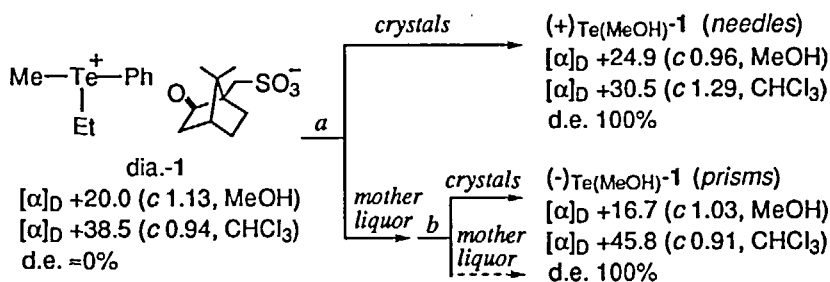 Me Te + Ph
Et
O SO₃⁻
dia.-1
[α]D +20.0 (c 1.13, MeOH)
[α]D +38.5 (c 0.94, CHCl₃)
d.e. ≈0%
a
crystals
(+)Te(MeOH)-1 (needles)
[α]D +24.9 (c 0.96, MeOH)
[α]D +30.5 (c 1.29, CHCl₃)
d.e. 100%
mother
liquor
b
crystals
mother
liquor
(-)Te(MeOH)-1 (prisms)
[α]D +16.7 (c 1.03, MeOH)
[α]D +45.8 (c 0.91, CHCl₃)
d.e. 100%